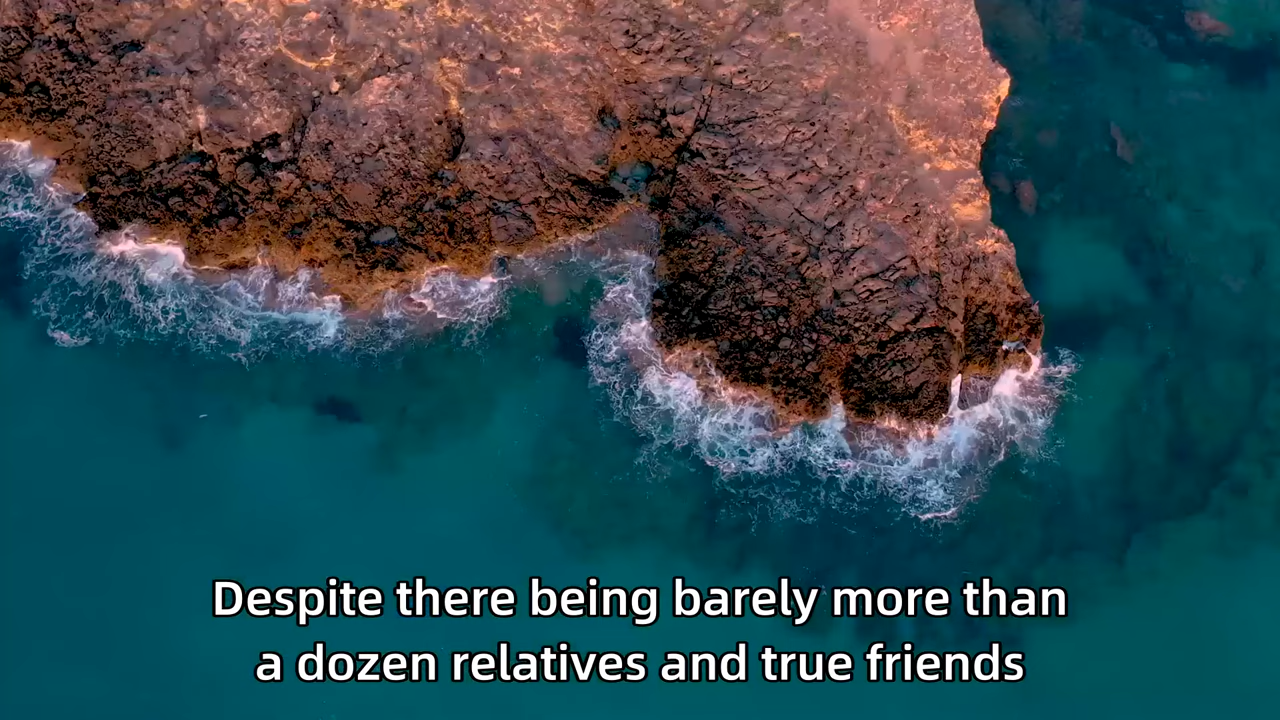 Despite there being barely more than
a dozen relatives and true friends